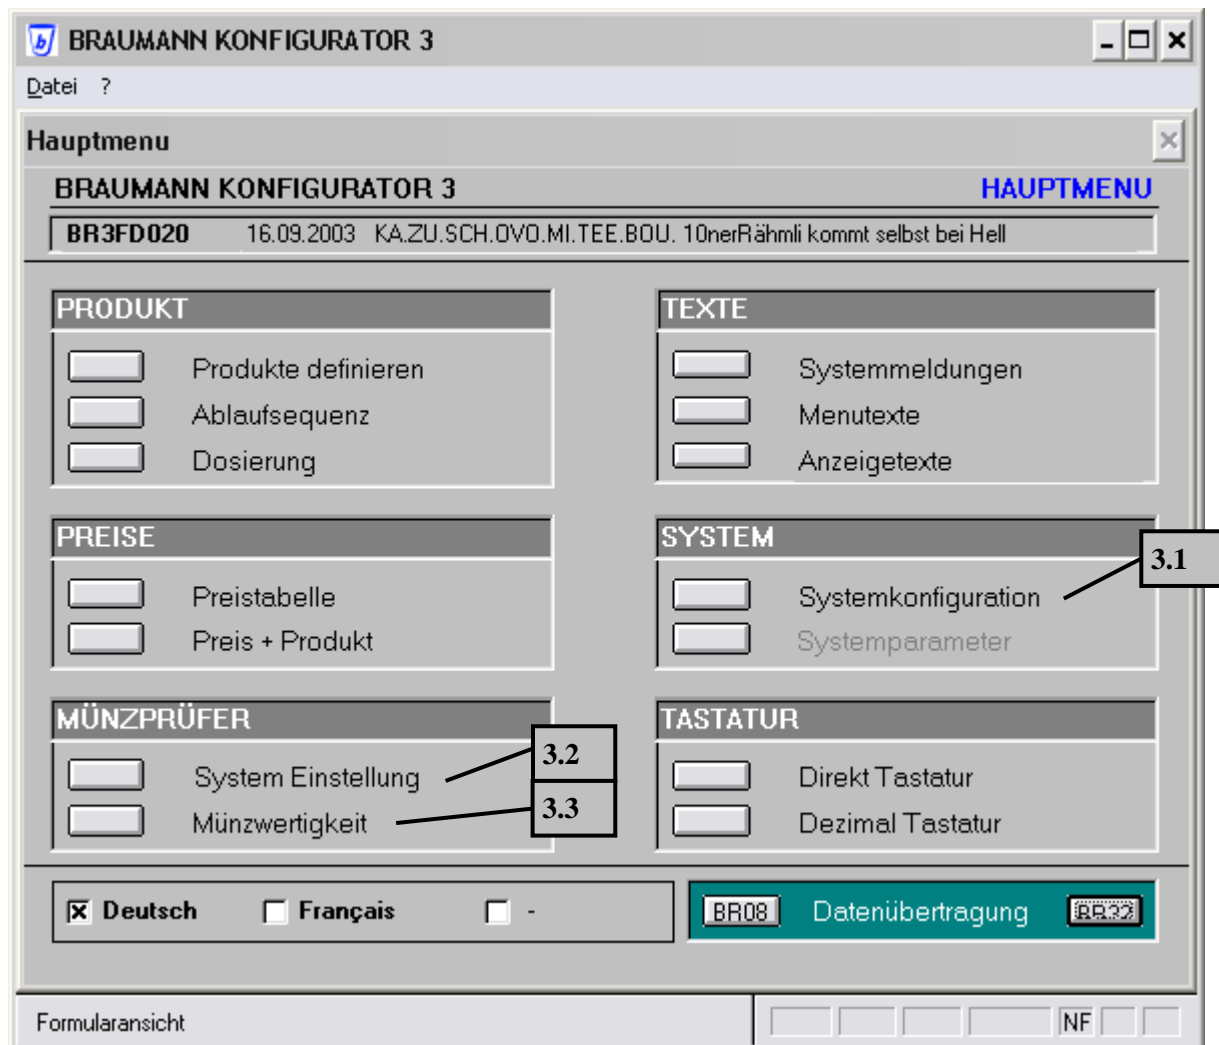 BRAUMANN KONFIGURATOR 3
Datei ?
Hauptmenu
BRAUMANN KONFIGURATOR 3 HAUPTMENU
BR3FD020 16.09.2003 KA.ZU.SCH.OVO.MI.TEE.BOU. 10nerRähmli kommt selbst bei Hell
PRODUKT
Produkte definieren
Ablaufsequenz
Dosierung
TEXTE
Systemmeldungen
Menutexte
Anzeigetexte
PREISE
Preistabelle
Preis + Produkt
SYSTEM
3.1
Systemkonfiguration
Systemparameter
MÜNZPRÜFER
3.2
System Einstellung
3.3
Münzwertigkeit
TASTATUR
Direkt Tastatur
Dezimal Tastatur
Deutsch Français -
BR08 Datenübertragung BR32
Formularansicht NF